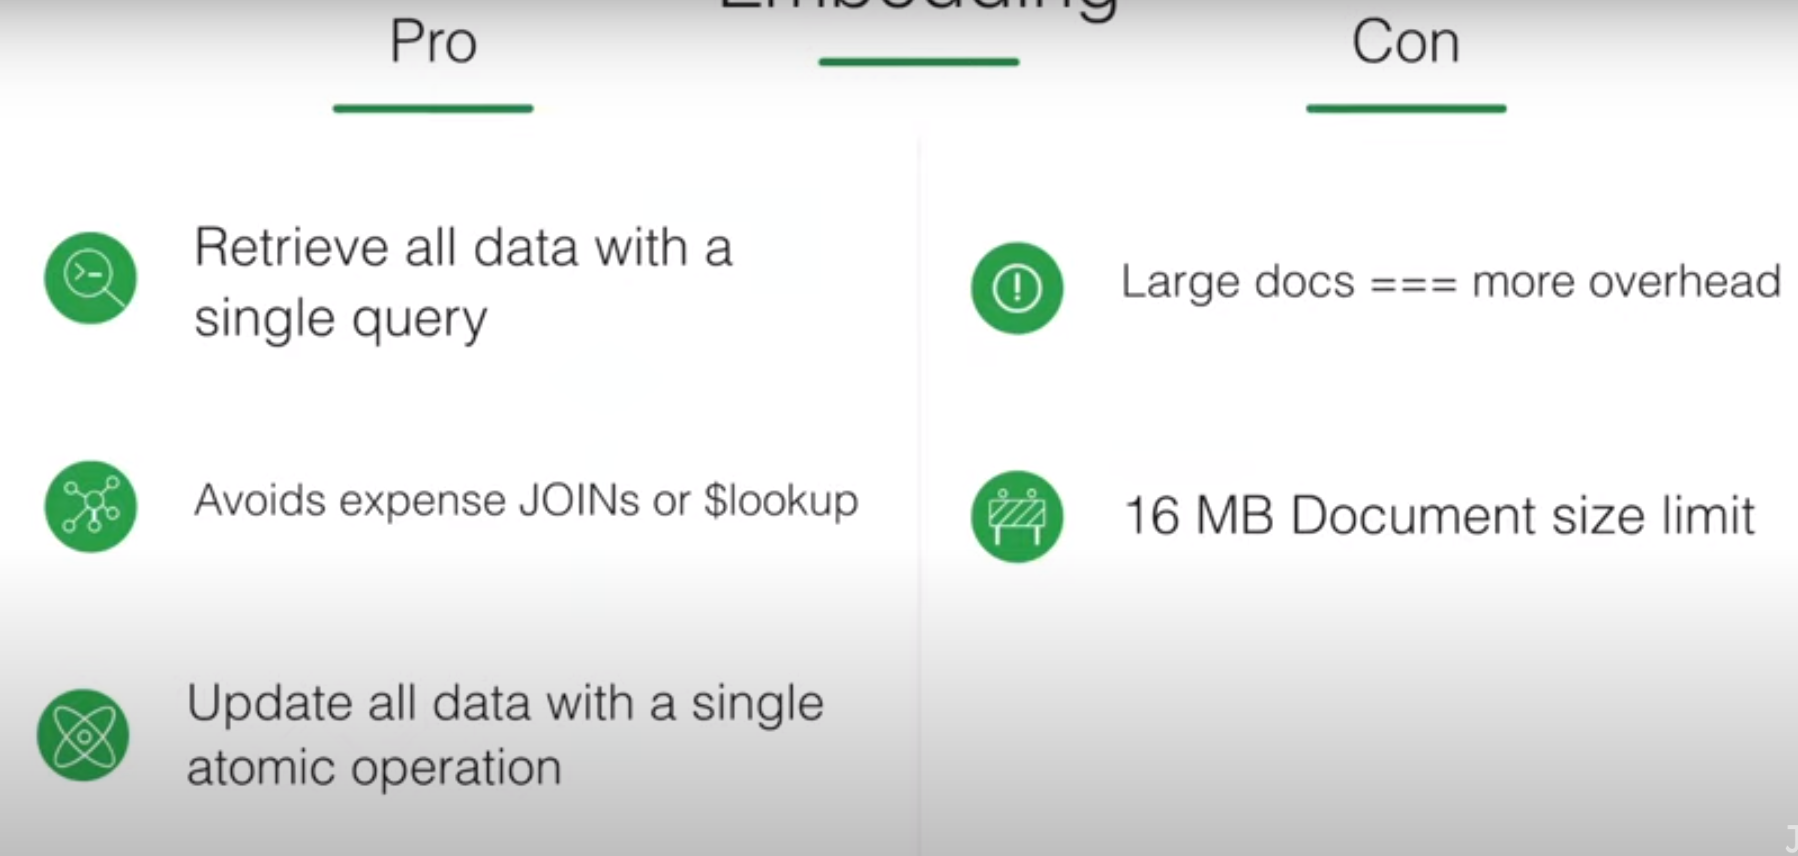 Embedding
Pro
Con
Retrieve all data with a
single query
Avoids expense JOINs or $lookup
Update all data with a single
atomic operation
Large docs === more overhead
16 MB Document size limit
J